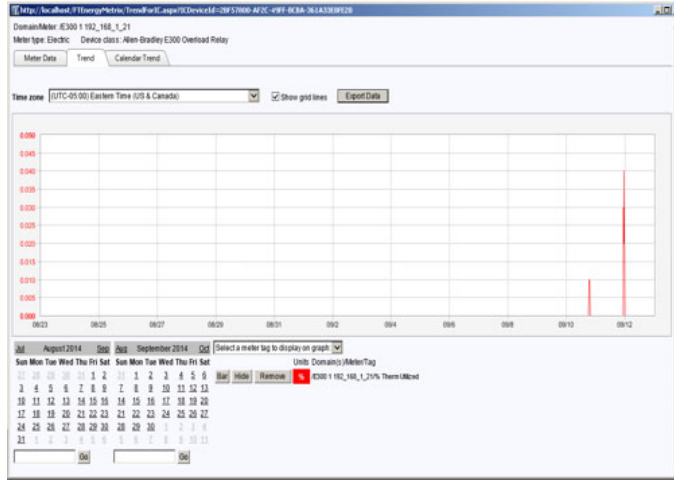 http://localhost/FTEnergyMetrix/TrendForIC.aspx?ICDeviceId=
Domain/Meter: /E300 1 192_168_1_21
Meter type: Electric Device class: Allen-Bradley E300 Overload Relay
Meter Data Trend Calendar Trend
Time zone (UTC-05:00) Eastern Time (US & Canada) Show grid lines Export Data
0.050
0.045
0.040
0.035
0.030
0.025
0.020
0.015
0.010
0.005
0.000
08/23 08/25 08/27 08/29 08/31 09/2 09/4 09/6 09/8 09/10 09/12
Jul August 2014 Sep Aug September 2014 Oct Select a meter tag to display on graph
Sun Mon Tue Wed Thu Fri Sat Sun Mon Tue Wed Thu Fri Sat Units Domain(s)/Meter/Tag
27 28 29 30 31 1 2 31 1 2 3 4 5 6 Bar Hide Remove % /E300 1 192_168_1_21/% Therm Utilized
3 4 5 6 7 8 9 7 8 9 10 11 12 13
10 11 12 13 14 15 16 14 15 16 17 18 19 20
17 18 19 20 21 22 23 21 22 23 24 25 26 27
24 25 26 27 28 29 30 28 29 30 1 2 3 4
31 1 2 3 4 5 6 5 6 7 8 9 10 11
Go Go